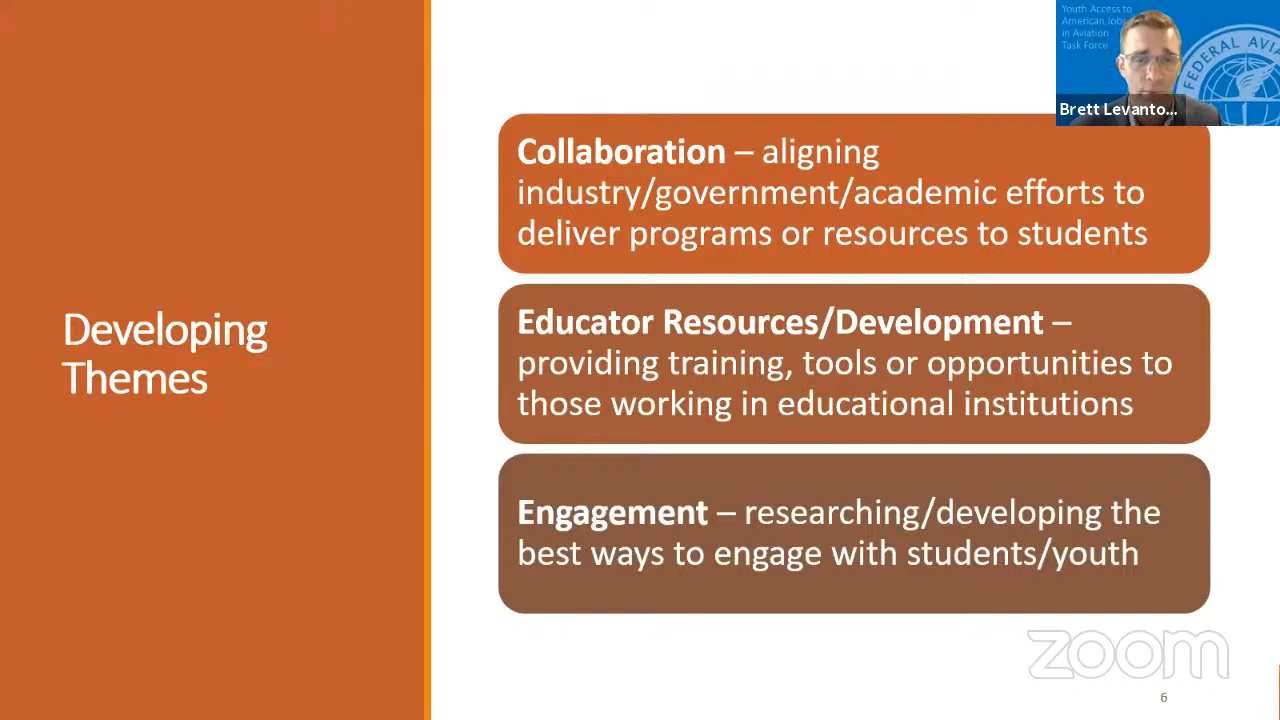 Youth Access to
American Jobs
in Aviation
Task Force
FEDERAL AVIA
Brett Levanto...
Collaboration – aligning
industry/government/academic efforts to
deliver programs or resources to students
Developing
Themes
Educator Resources/Development –
providing training, tools or opportunities to
those working in educational institutions
Engagement – researching/developing the
best ways to engage with students/youth
zoom
6